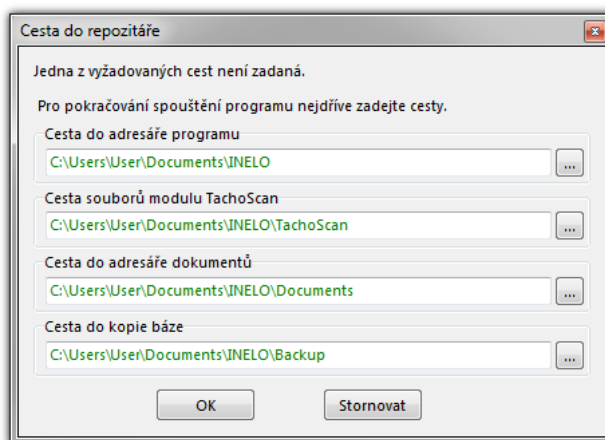 Cesta do repozitáře
Jedna z vyžadovaných cest není zadaná.
Pro pokračování spouštění programu nejdříve zadejte cesty.
Cesta do adresáře programu
C:\Users\User\Documents\INELO
...
Cesta souborů modulu TachoScan
C:\Users\User\Documents\INELO\TachoScan
...
Cesta do adresáře dokumentů
C:\Users\User\Documents\INELO\Documents
...
Cesta do kopie báze
C:\Users\User\Documents\INELO\Backup
...
OK Stornovat